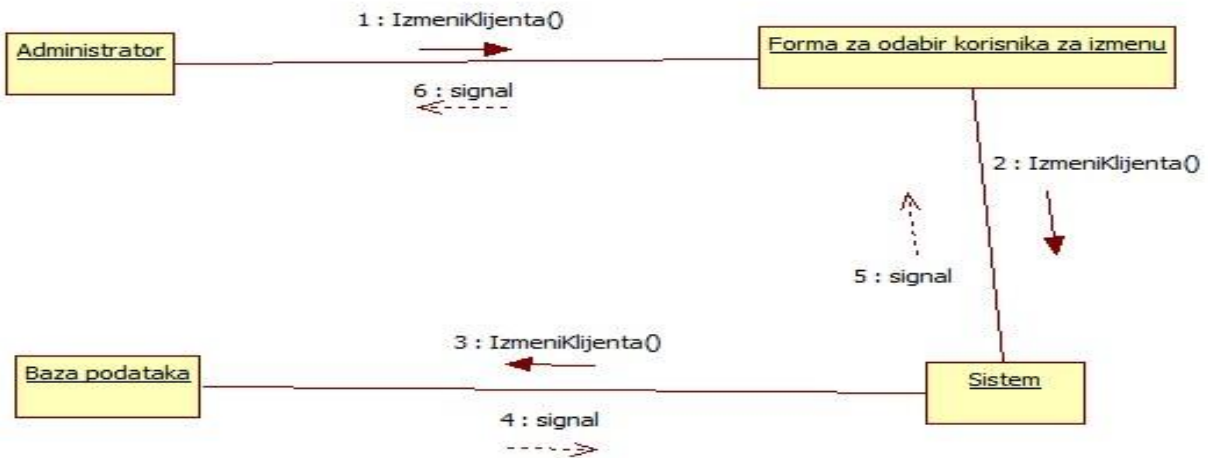 1 : IzmeniKlijenta()
Administrator
Forma za odabir korisnika za izmenu
6 : signal
2 : IzmeniKlijenta()
5 : signal
3 : IzmeniKlijenta()
Baza podataka
Sistem
4 : signal